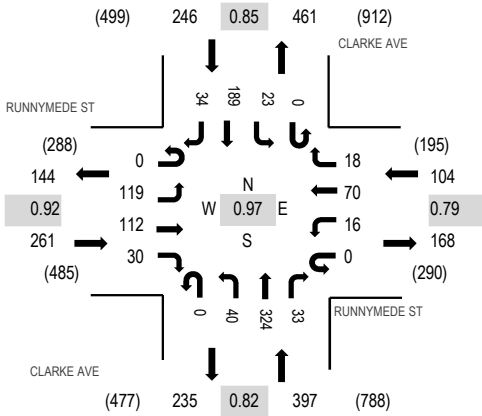 (499) 246 0.85 461 (912)
CLARKE AVE
34 189 23 0
RUNNYMEDE ST
(288) (195)
144 0 18 104
119 70
0.92 W N 0.97 E S 0.79
112 16
261 30 0 168
(485) (290)
0 40 324 33
RUNNYMEDE ST
CLARKE AVE
(477) 235 0.82 397 (788)